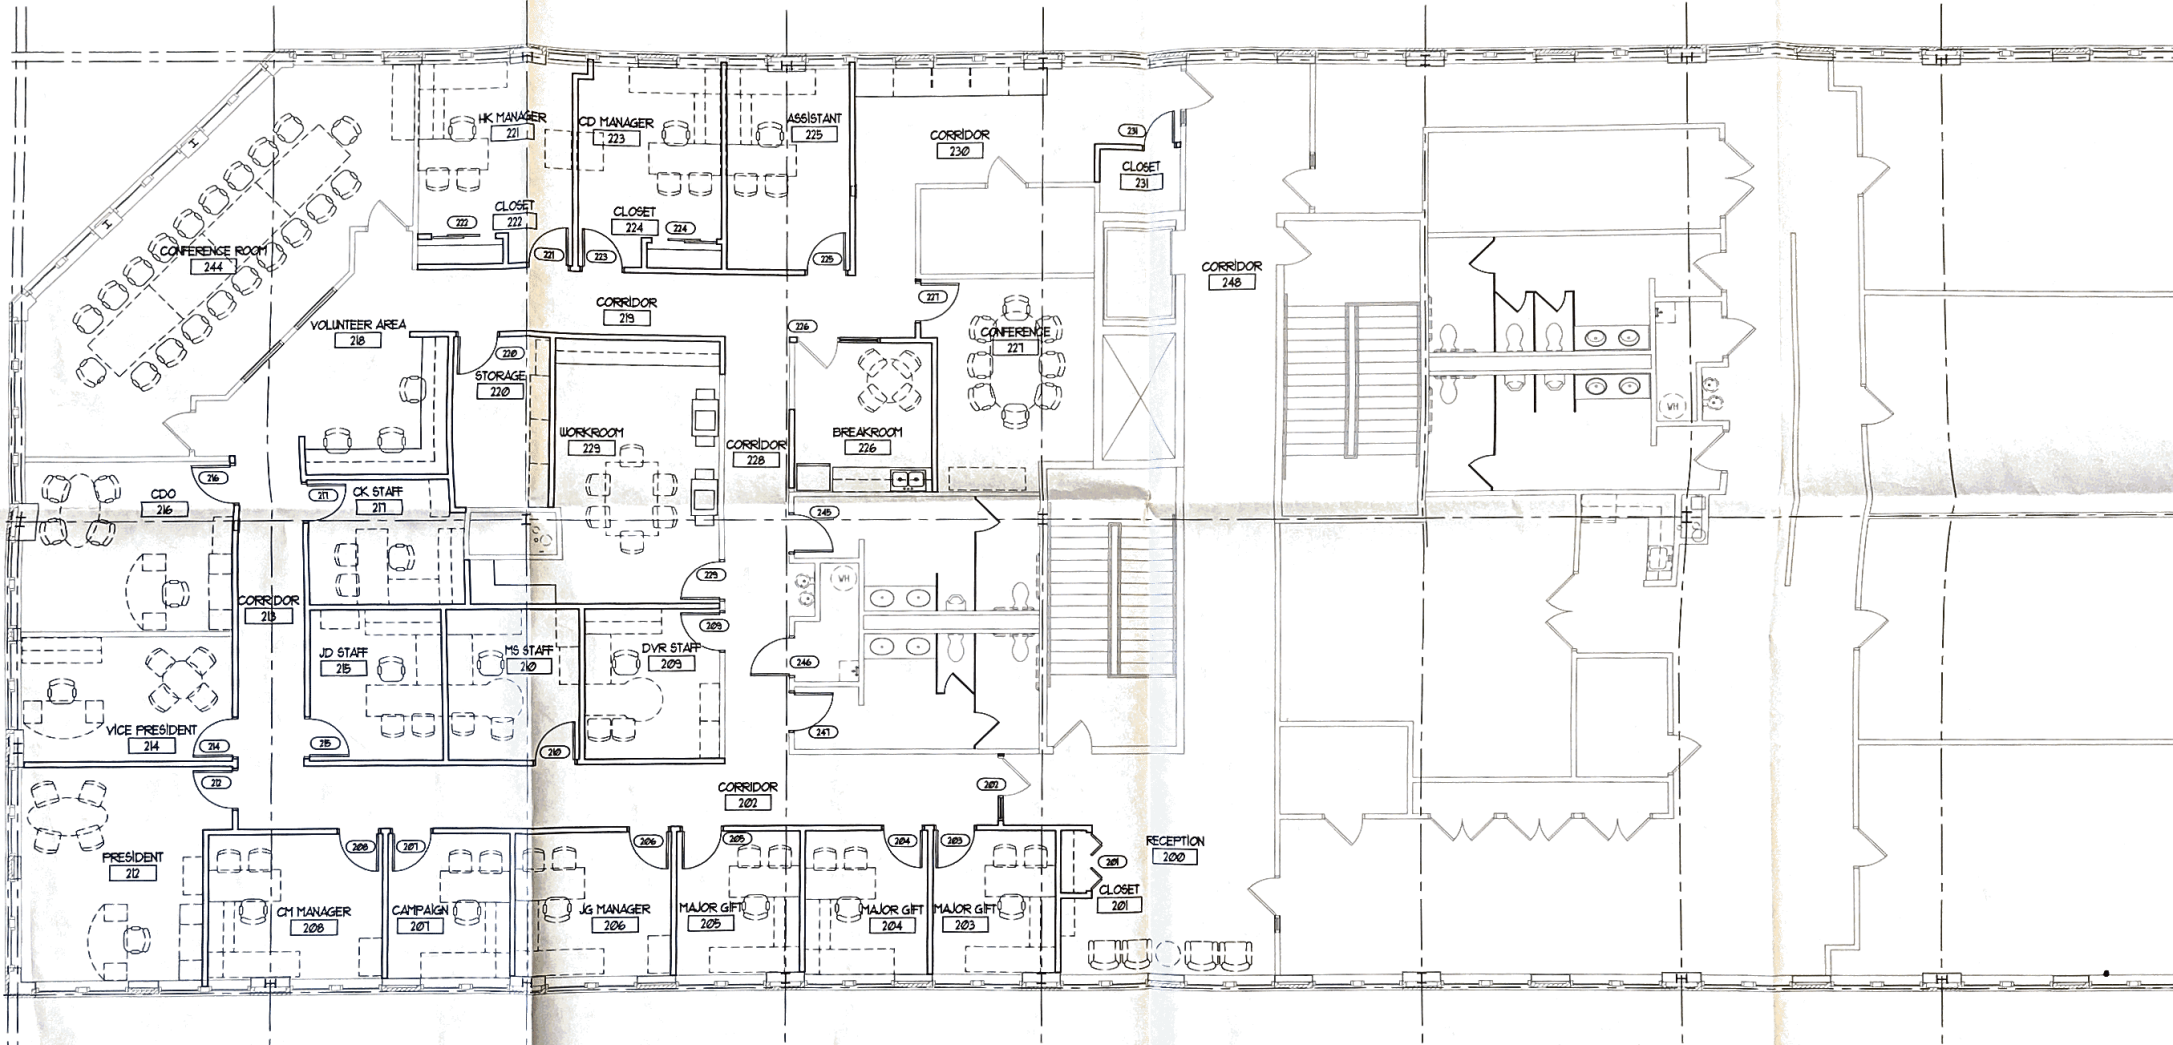 HK MANAGER
221
CD MANAGER
223
ASSISTANT
225
CORRIDOR
230
231
CLOSET
231
CLOSET
222
222
CLOSET
224
224
221
223
225
CONFERENCE ROOM
244
CORRIDOR
248
CORRIDOR
219
227
VOLUNTEER AREA
218
226
CONFERENCE
227
220
STORAGE
220
WORKROOM
229
CORRIDOR
228
BREAKROOM
226
WH
216
CDO
216
217
CK STAFF
217
245
229
WH
CORRIDOR
213
209
JD STAFF
215
MS STAFF
210
DVR STAFF
209
246
VICE PRESIDENT
214
214
215
210
247
212
CORRIDOR
202
202
PRESIDENT
212
208
207
206
205
204
203
RECEPTION
200
201
CLOSET
201
CM MANAGER
208
CAMPAIGN
207
JG MANAGER
206
MAJOR GIFT
205
MAJOR GIFT
204
MAJOR GIFT
203